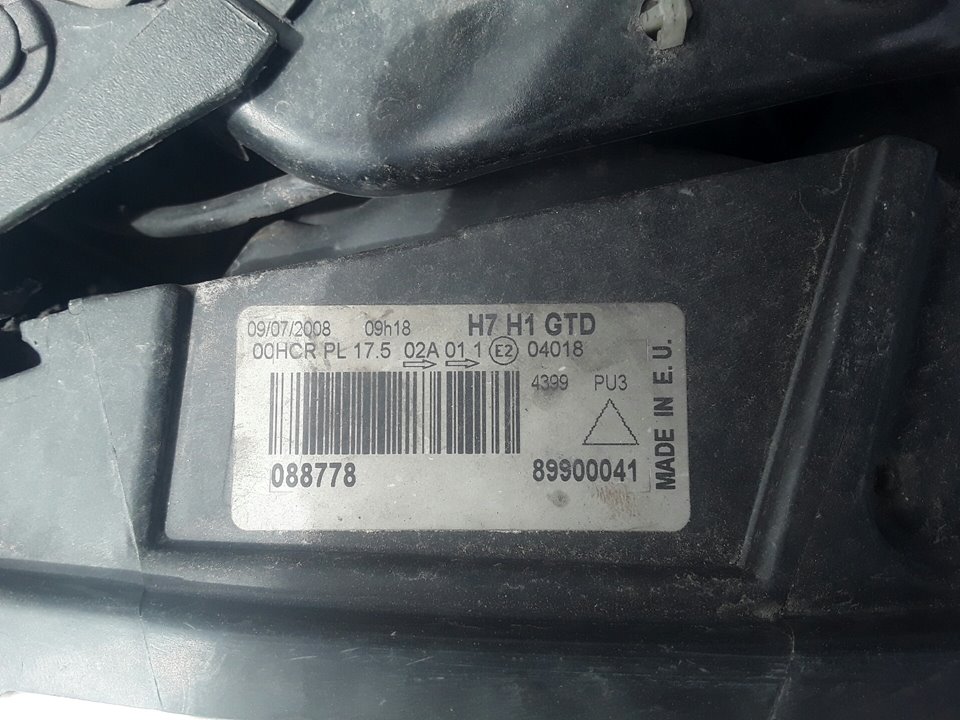 09/07/2008 09h18 H7 H1 GTD
00HCR PL 17.5 02A 01 1 E2 04018
4399 PU3
088778 89900041
MADE IN E.U.